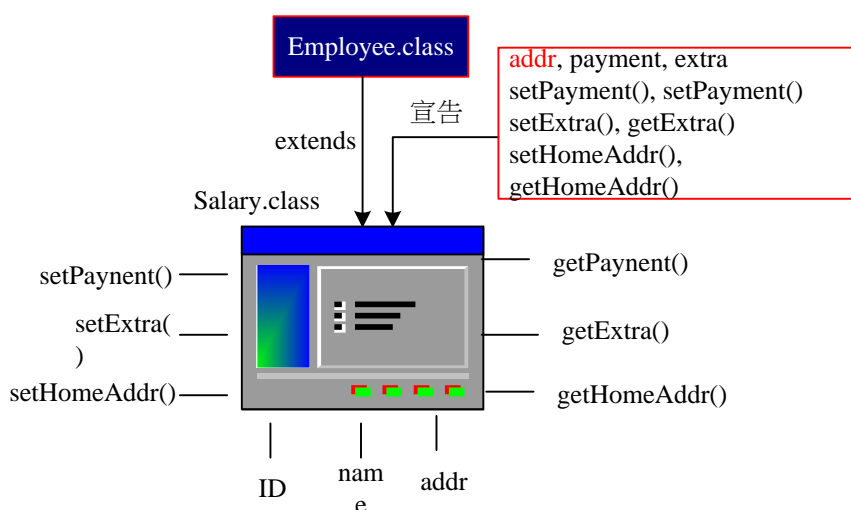 Employee.class
addr, payment, extra
setPayment(), setPayment()
setExtra(), getExtra()
setHomeAddr(),
getHomeAddr()
宣告
extends
Salary.class
setPaynent()
getPaynent()
setExtra(
)
getExtra()
setHomeAddr()
getHomeAddr()
ID
nam
e
addr